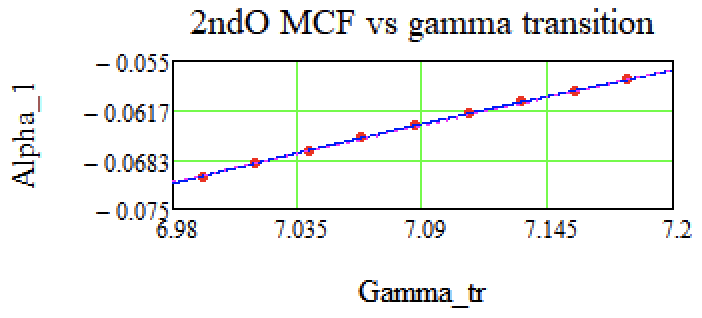 2ndO MCF vs gamma transition
Alpha_1
− 0.055
− 0.0617
− 0.0683
− 0.075
6.98 7.035 7.09 7.145 7.2
Gamma_tr